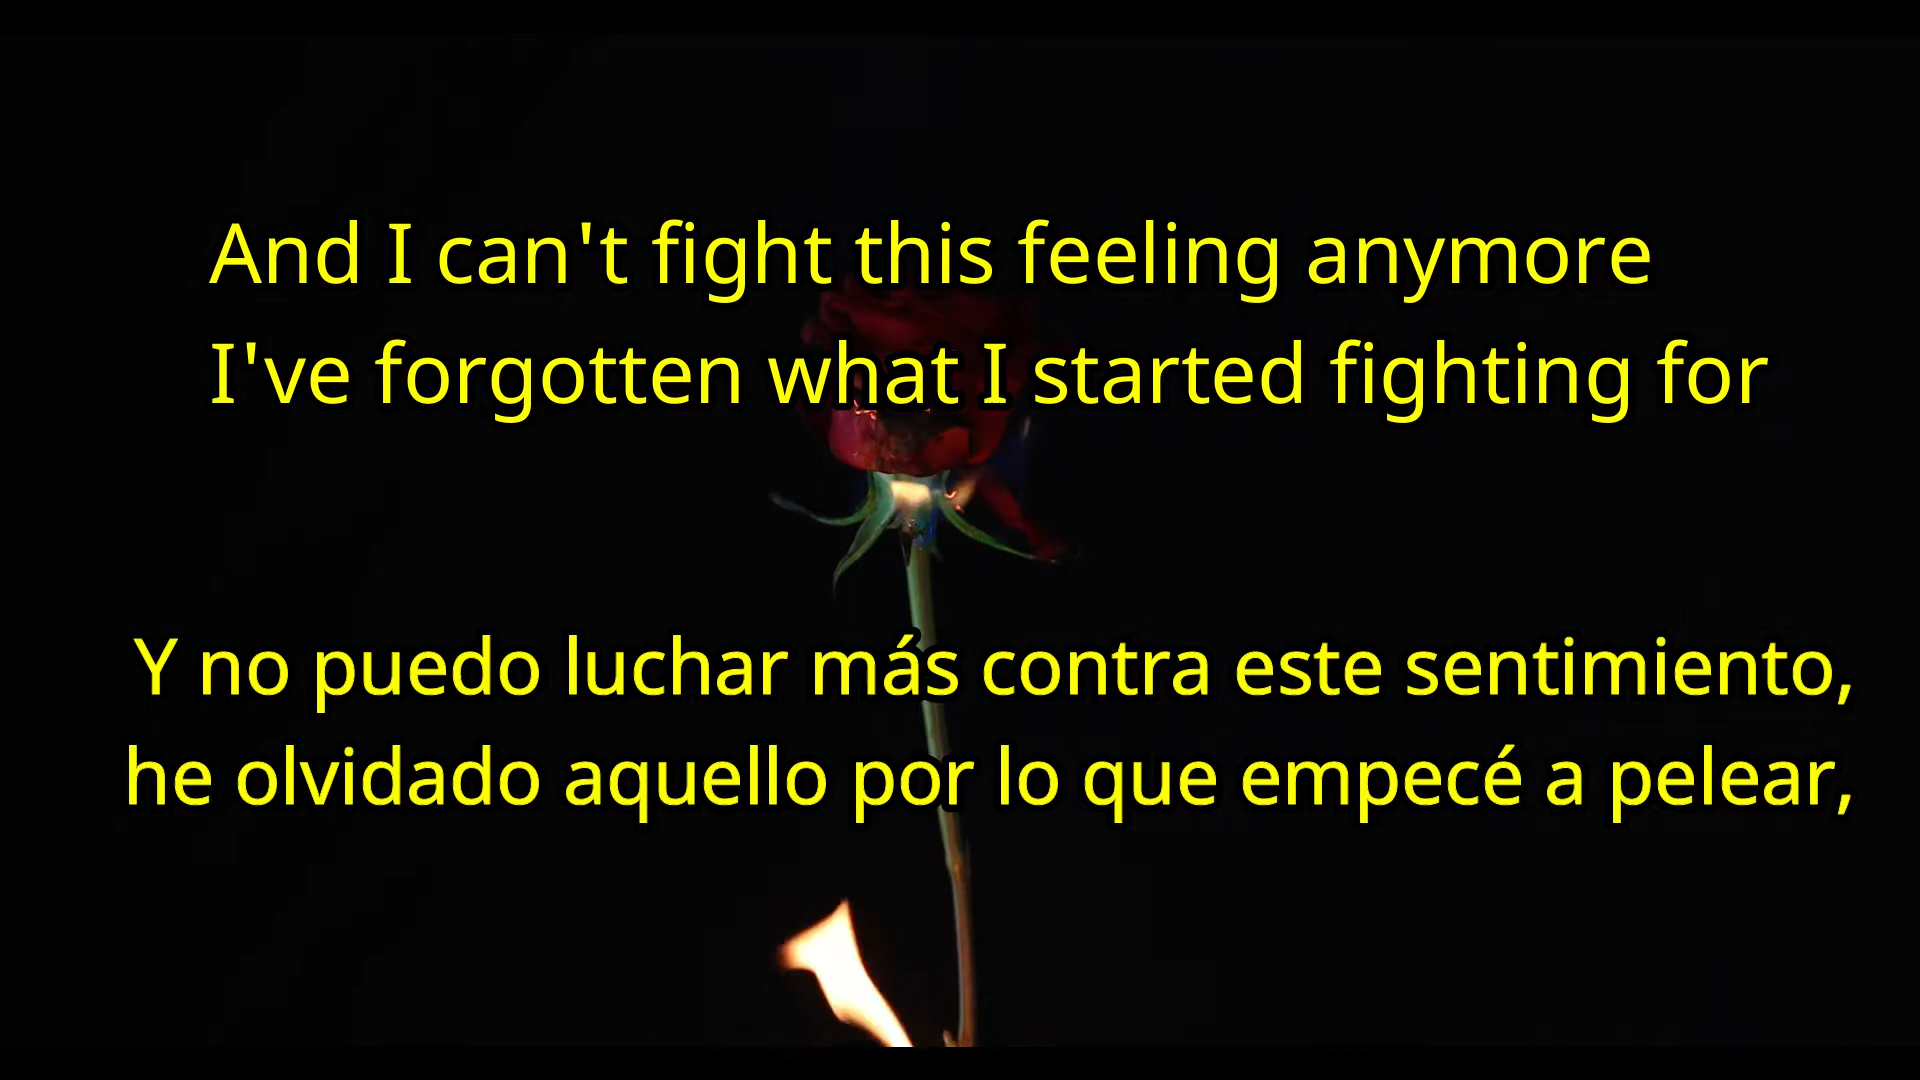 And I can't fight this feeling anymore
I've forgotten what I started fighting for
Y no puedo luchar más contra este sentimiento,
he olvidado aquello por lo que empecé a pelear,